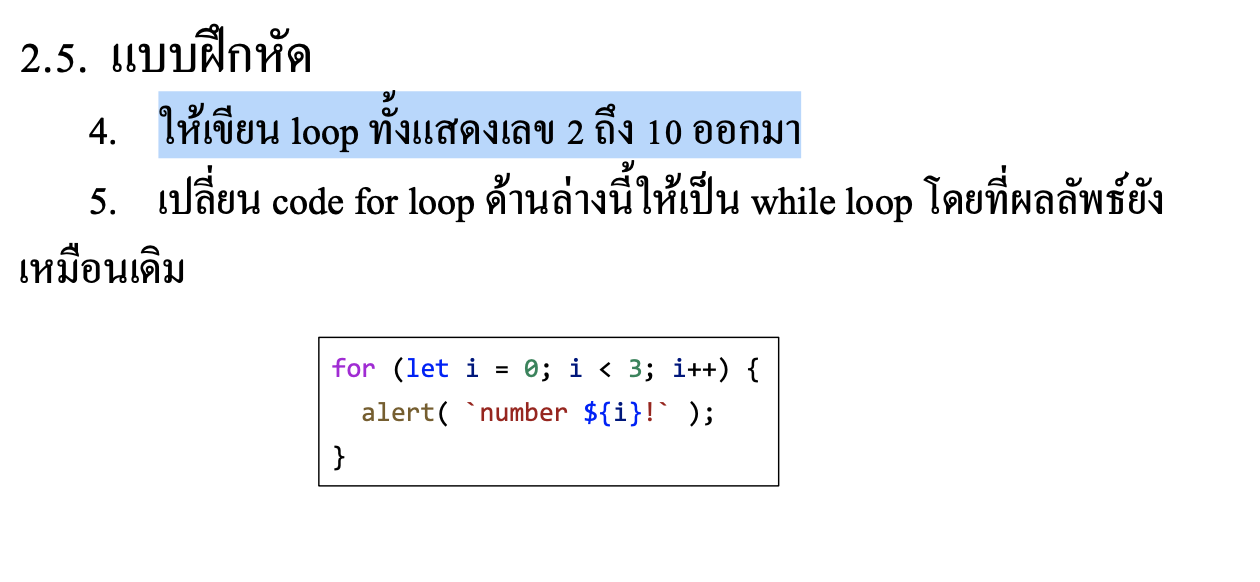 2.5. แบบฝึกหัด
4. ให้เขียน loop ทั้งแสดงเลข 2 ถึง 10 ออกมา
5. เปลี่ยน code for loop ด้านล่างนี้ให้เป็น while loop โดยที่ผลลัพธ์ยัง
เหมือนเดิม
for (let i = 0; i < 3; i++) {
  alert( `number ${i}!` );
}